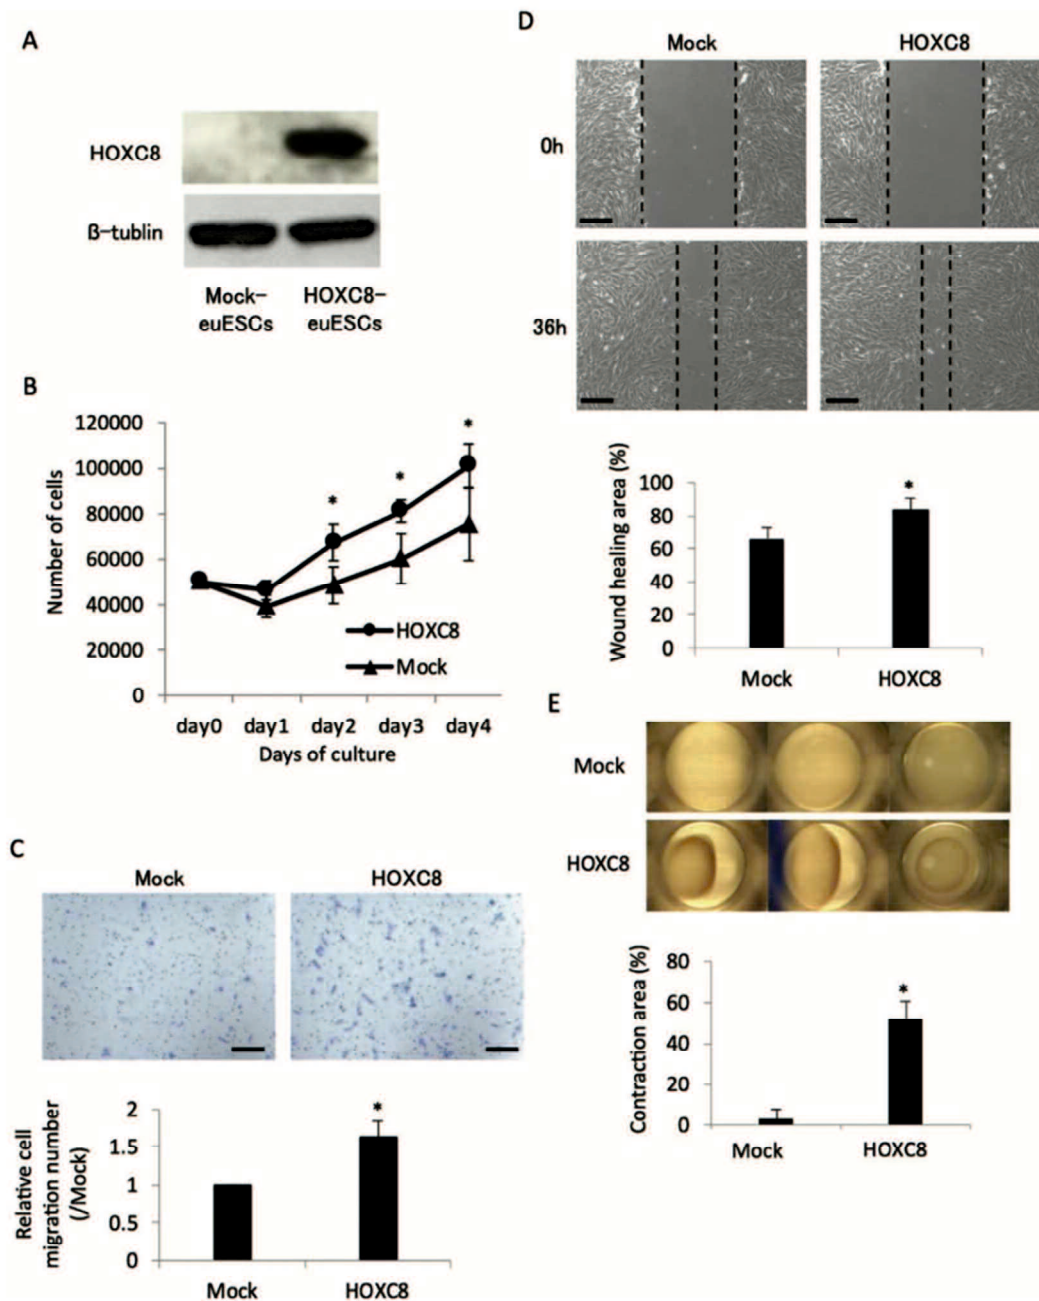 A
HOXC8
ß-tublin
Mock-
euESCs
HOXC8-
euESCs
B
Number of cells
120000
100000
80000
60000
40000
20000
0
*
*
*
HOXC8
Mock
day0 day1 day2 day3 day4
Days of culture
C
Mock HOXC8
Relative cell
migration number
(/Mock)
2
1.5
1
0.5
0
*
Mock HOXC8
D
Mock HOXC8
0h
36h
Wound healing area (%)
100
80
60
40
20
0
*
Mock HOXC8
E
Mock
HOXC8
Contraction area (%)
80
60
40
20
0
*
Mock HOXC8